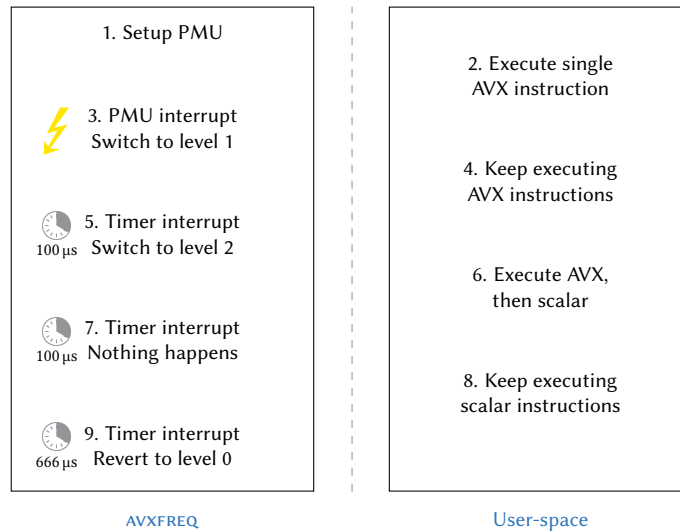 1. Setup PMU
2. Execute single
AVX instruction
3. PMU interrupt
Switch to level 1
4. Keep executing
AVX instructions
5. Timer interrupt
100 µs Switch to level 2
6. Execute AVX,
then scalar
7. Timer interrupt
100 µs Nothing happens
8. Keep executing
scalar instructions
9. Timer interrupt
666 µs Revert to level 0
AVXFREQ
User-space